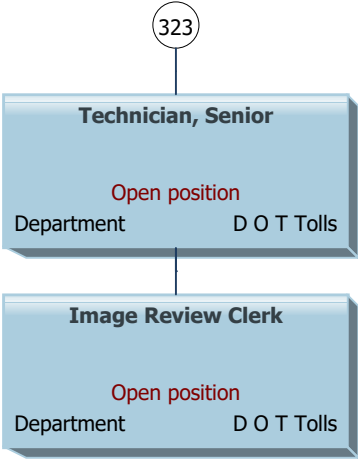 323
Technician, Senior
Open position
Department D O T Tolls
Image Review Clerk
Open position
Department D O T Tolls